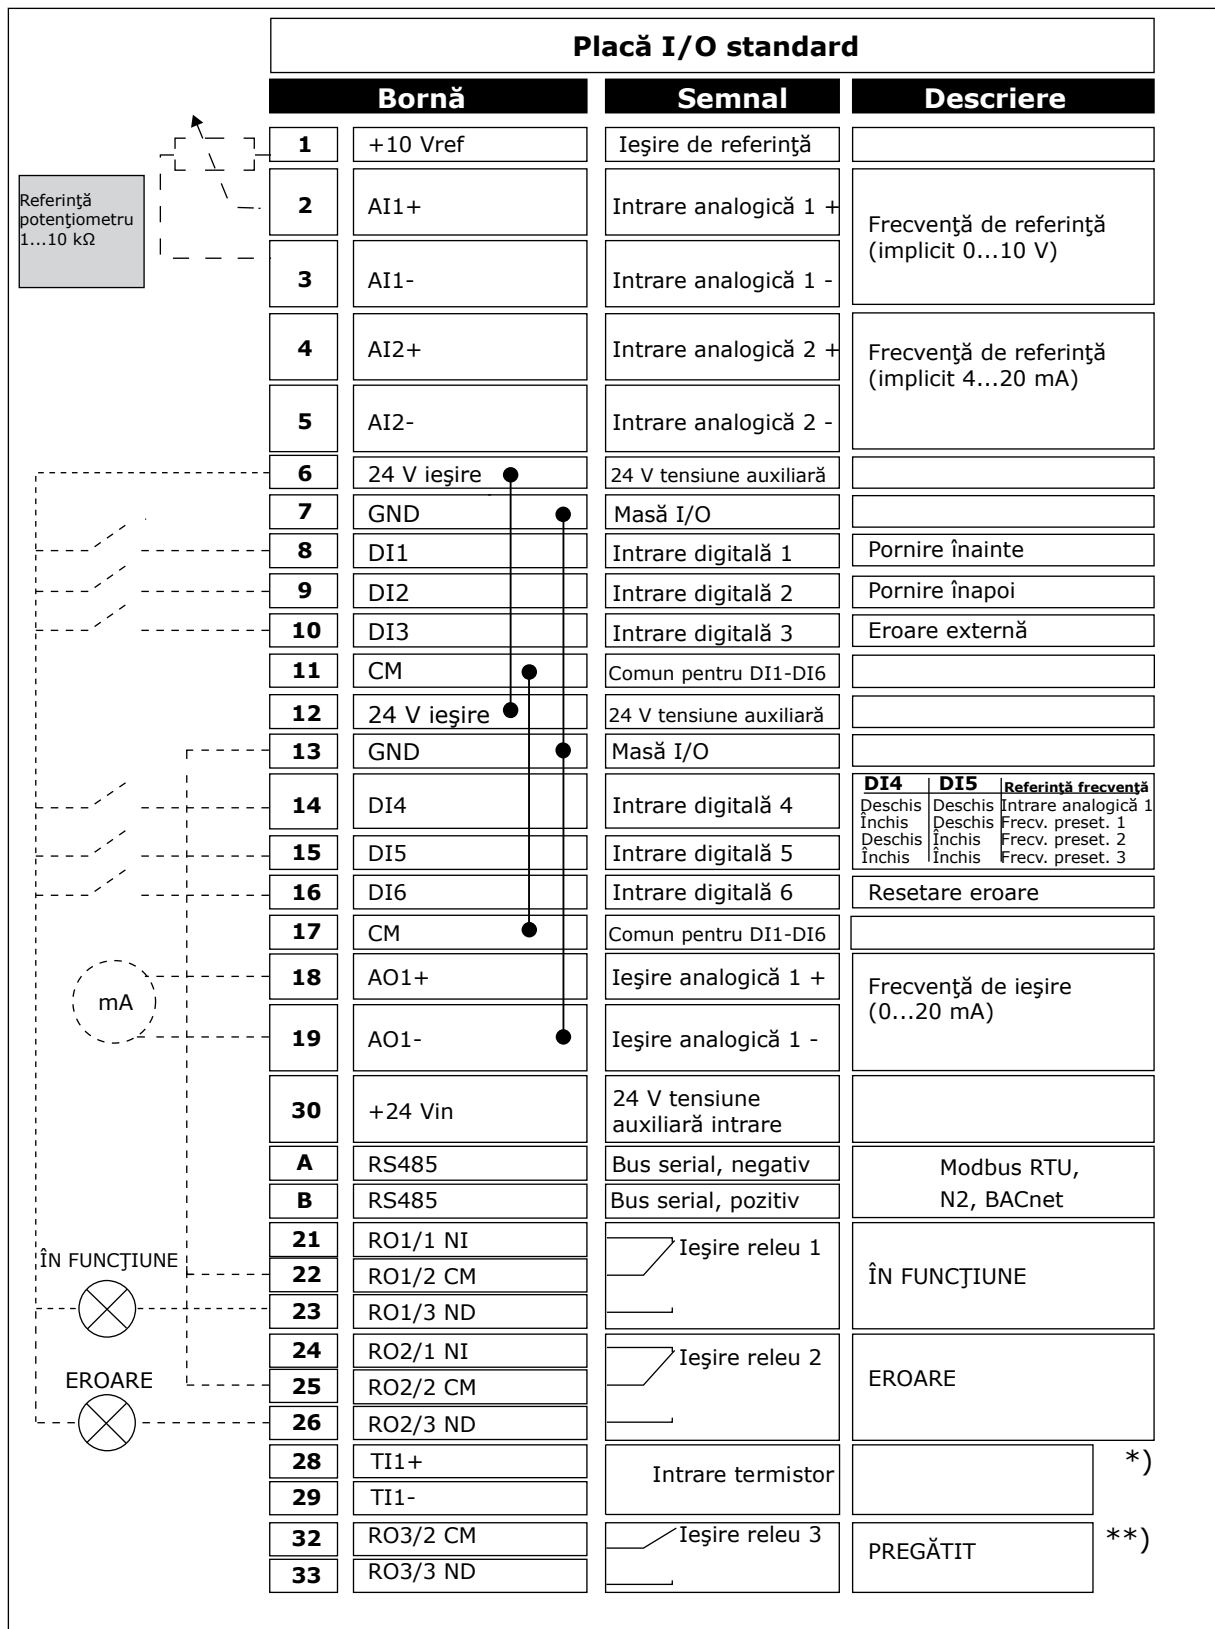 Placă I/O standard
Bornă Semnal Descriere
1 +10 Vref Ieşire de referinţă
Referinţă
potenţiometru
1...10 kΩ
2 AI1+ Intrare analogică 1 +
Frecvenţă de referinţă
(implicit 0...10 V)
3 AI1- Intrare analogică 1 -
4 AI2+ Intrare analogică 2 +
Frecvenţă de referinţă
(implicit 4...20 mA)
5 AI2- Intrare analogică 2 -
6 24 V ieşire 24 V tensiune auxiliară
7 GND Masă I/O
8 DI1 Intrare digitală 1 Pornire înainte
9 DI2 Intrare digitală 2 Pornire înapoi
10 DI3 Intrare digitală 3 Eroare externă
11 CM Comun pentru DI1-DI6
12 24 V ieşire 24 V tensiune auxiliară
13 GND Masă I/O
14 DI4 Intrare digitală 4
DI4 DI5 Referinţă frecvenţă
Deschis Deschis Intrare analogică 1
Închis Deschis Frecv. preset. 1
Deschis Închis Frecv. preset. 2
Închis Închis Frecv. preset. 3
15 DI5 Intrare digitală 5
16 DI6 Intrare digitală 6 Resetare eroare
17 CM Comun pentru DI1-DI6
18 AO1+ Ieşire analogică 1 +
mA
Frecvenţă de ieşire
(0...20 mA)
19 AO1- Ieşire analogică 1 -
30 +24 Vin
24 V tensiune
auxiliară intrare
A RS485 Bus serial, negativ
Modbus RTU,
N2, BACnet
B RS485 Bus serial, pozitiv
21 RO1/1 NI Ieşire releu 1
ÎN FUNCŢIUNE
22 RO1/2 CM ÎN FUNCŢIUNE
23 RO1/3 ND
24 RO2/1 NI Ieşire releu 2
EROARE
25 RO2/2 CM EROARE
26 RO2/3 ND
28 TI1+ *)
Intrare termistor
29 TI1-
32 RO3/2 CM Ieşire releu 3 **)
PREGĂTIT
33 RO3/3 ND